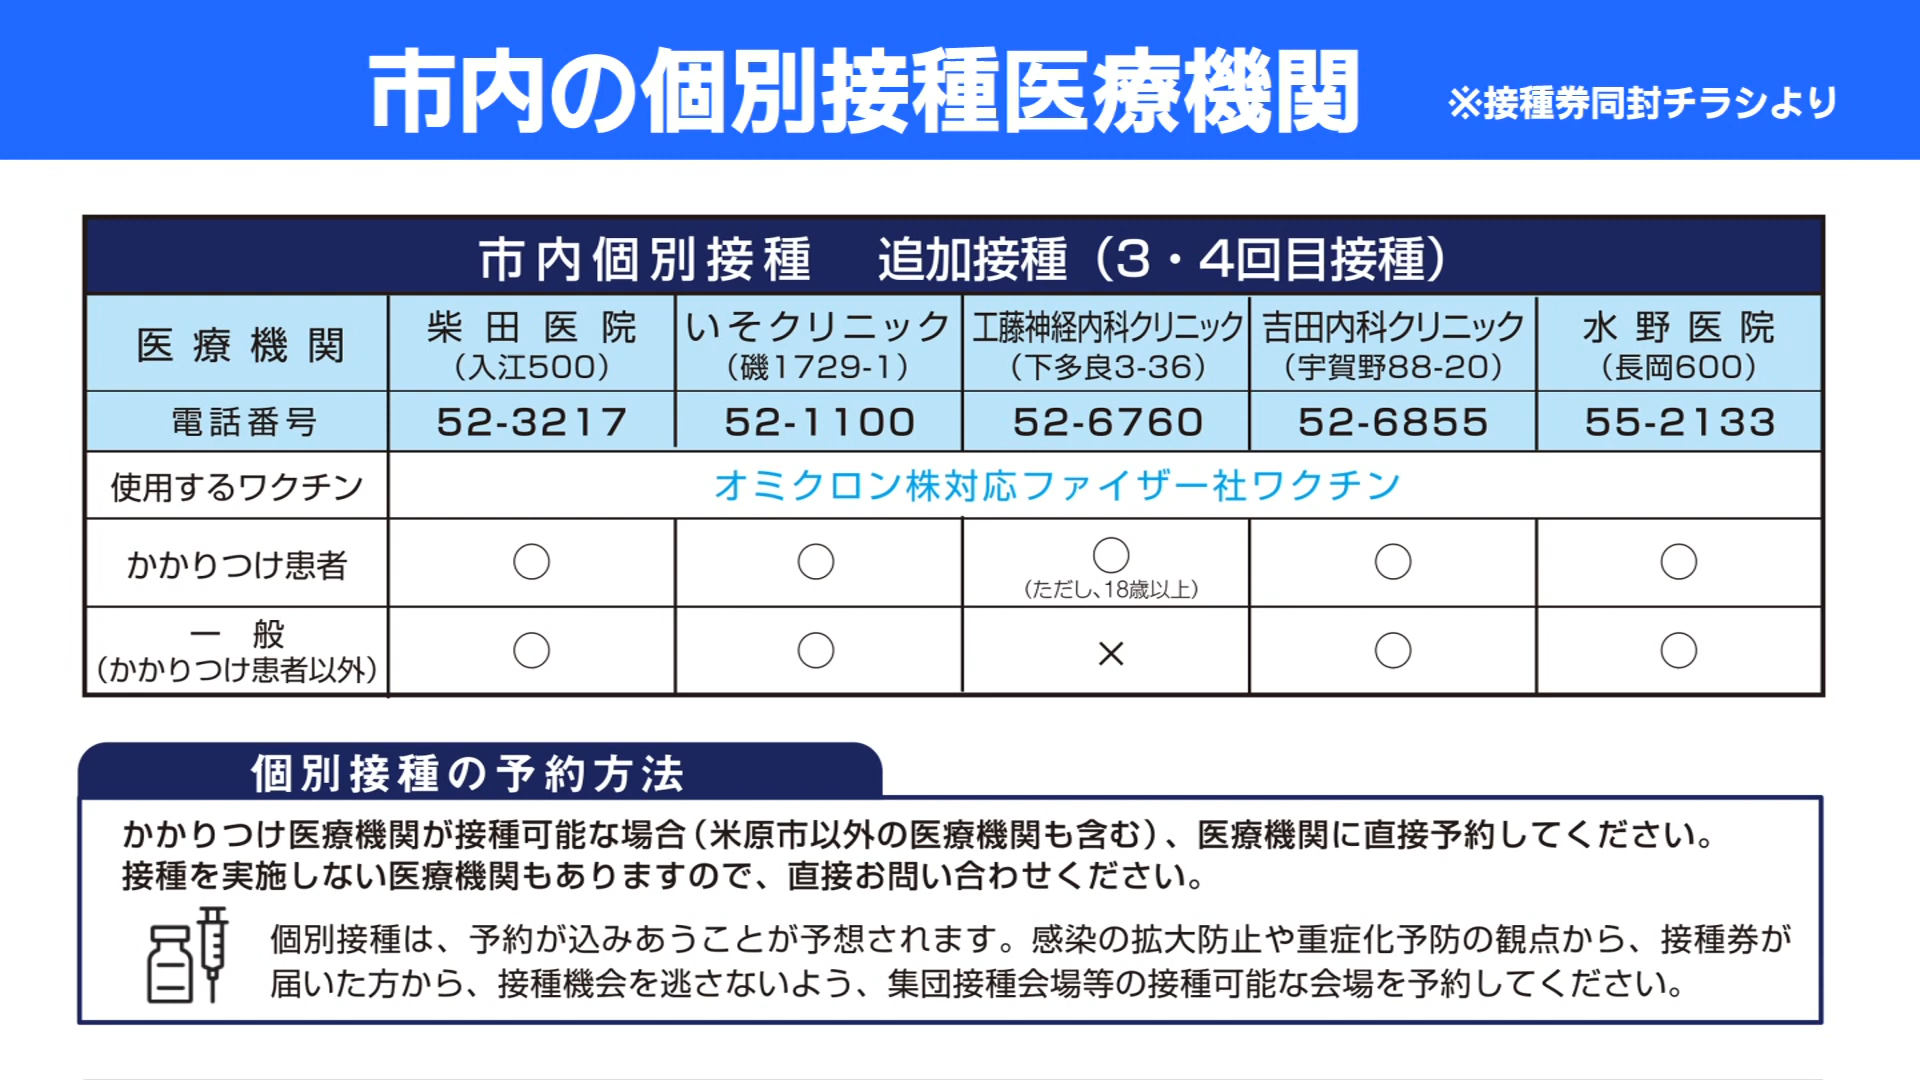 市内の個別接種医療機関
※接種券同封チラシより
市内個別接種 追加接種（3・4回目接種）
医療機関
柴田医院
（入江500）
いそクリニック
（磯1729-1）
工藤神経内科クリニック
（下多良3-36）
吉田内科クリニック
（宇賀野88-20）
水野医院
（長岡600）
電話番号 52-3217 52-1100 52-6760 52-6855 55-2133
使用するワクチン オミクロン株対応ファイザー社ワクチン
かかりつけ患者 ○ ○ ○ ○ ○
（ただし、18歳以上）
一 般
（かかりつけ患者以外）
○ ○ × ○ ○
個別接種の予約方法
かかりつけ医療機関が接種可能な場合（米原市以外の医療機関も含む）、医療機関に直接予約してください。
接種を実施しない医療機関もありますので、直接お問い合わせください。
個別接種は、予約が込みあうことが予想されます。感染の拡大防止や重症化予防の観点から、接種券が
届いた方から、接種機会を逃さないよう、集団接種会場等の接種可能な会場を予約してください。